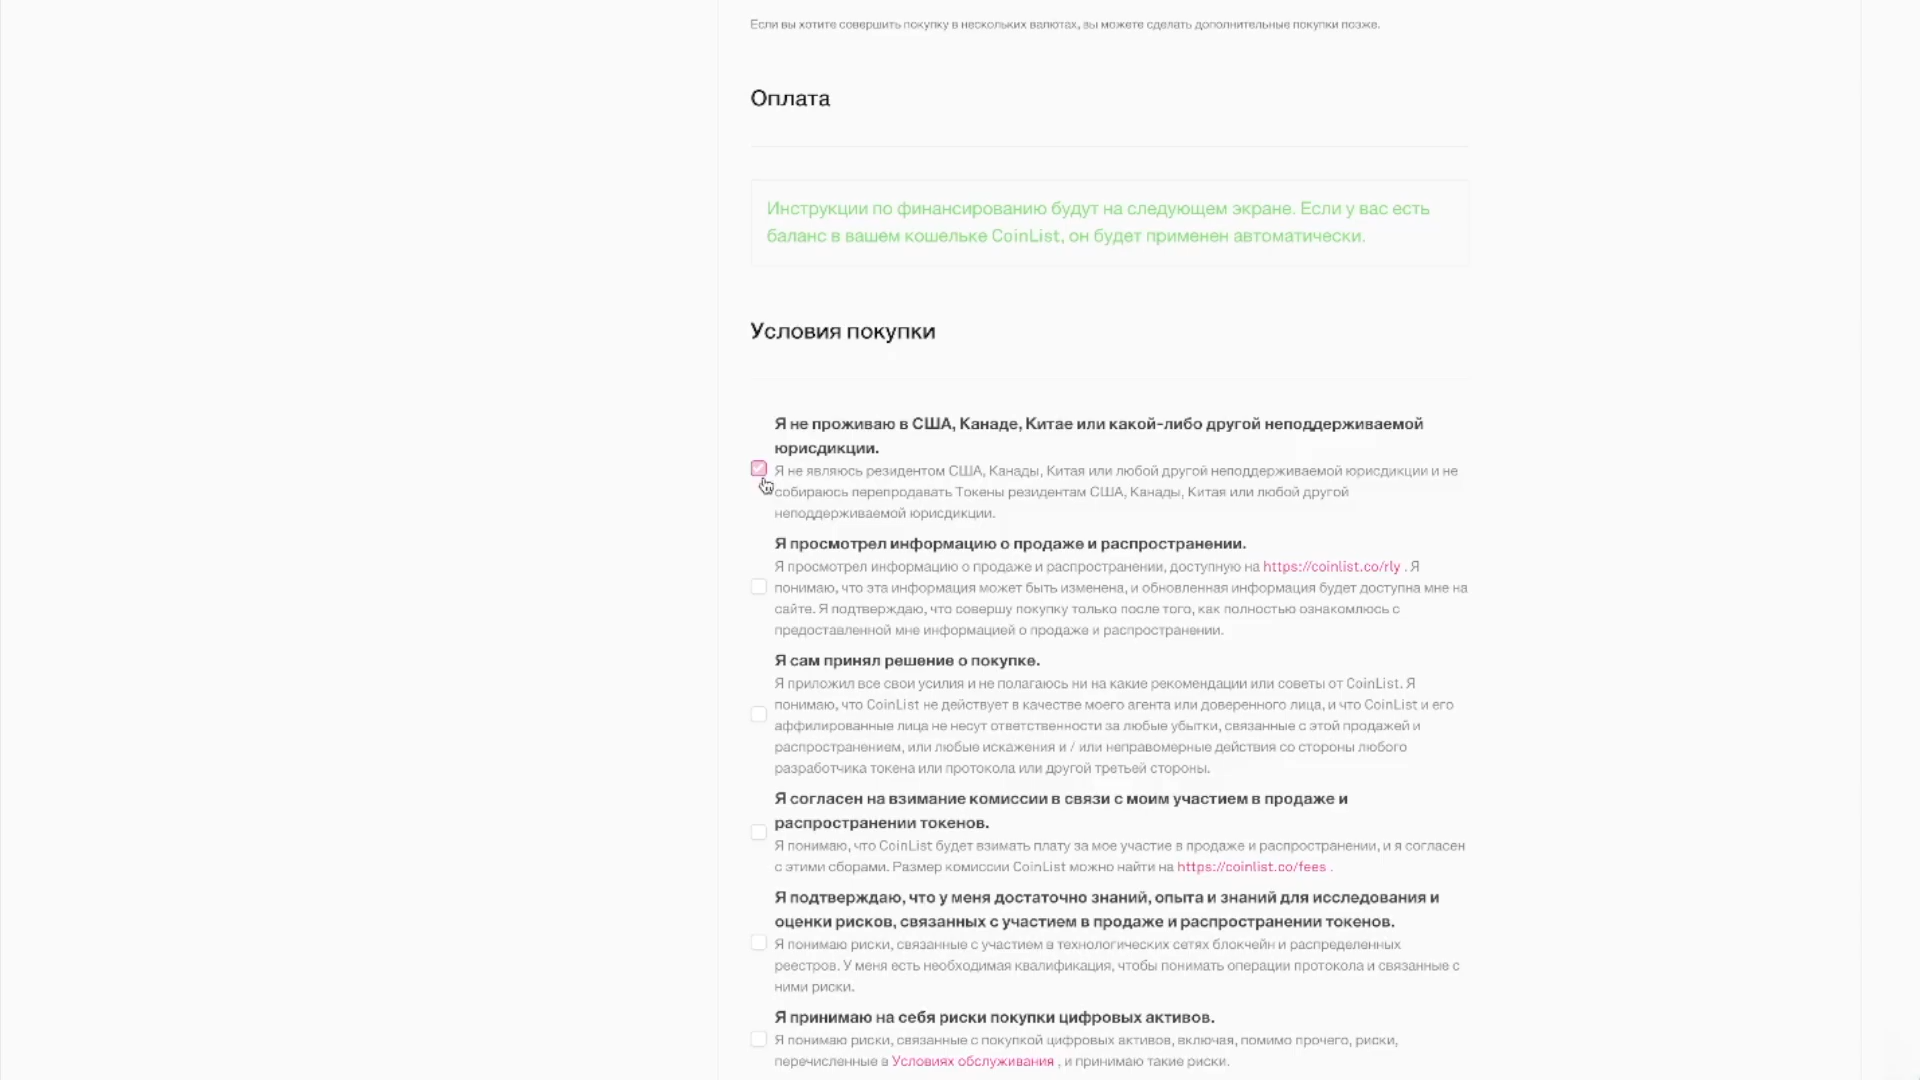 Если вы хотите совершить покупку в нескольких валютах, вы можете сделать дополнительные покупки позже.
Оплата
Инструкции по финансированию будут на следующем экране. Если у вас есть
баланс в вашем кошельке CoinList, он будет применен автоматически.
Условия покупки
Я не проживаю в США, Канаде, Китае или какой-либо другой неподдерживаемой
юрисдикции.
Я не являюсь резидентом США, Канады, Китая или любой другой неподдерживаемой юрисдикции и не
собираюсь перепродавать Токены резидентам США, Канады, Китая или любой другой
неподдерживаемой юрисдикции.
Я просмотрел информацию о продаже и распространении.
Я просмотрел информацию о продаже и распространении, доступную на https://coinlist.co/rly . Я
понимаю, что эта информация может быть изменена, и обновленная информация будет доступна мне на
сайте. Я подтверждаю, что совершу покупку только после того, как полностью ознакомлюсь с
предоставленной мне информацией о продаже и распространении.
Я сам принял решение о покупке.
Я приложил все свои усилия и не полагаюсь ни на какие рекомендации или советы от CoinList. Я
понимаю, что CoinList не действует в качестве моего агента или доверенного лица, и что CoinList и его
аффилированные лица не несут ответственности за любые убытки, связанные с этой продажей и
распространением, или любые искажения и / или неправомерные действия со стороны любого
разработчика токена или протокола или другой третьей стороны.
Я согласен на взимание комиссии в связи с моим участием в продаже и
распространении токенов.
Я понимаю, что CoinList будет взимать плату за мое участие в продаже и распространении, и я согласен
с этими сборами. Размер комиссии CoinList можно найти на https://coinlist.co/fees .
Я подтверждаю, что у меня достаточно знаний, опыта и знаний для исследования и
оценки рисков, связанных с участием в продаже и распространении токенов.
Я понимаю риски, связанные с участием в технологических сетях блокчейн и распределенных
реестров. У меня есть необходимая квалификация, чтобы понимать операции протокола и связанные с
ними риски.
Я принимаю на себя риски покупки цифровых активов.
Я понимаю риски, связанные с покупкой цифровых активов, включая, помимо прочего, риски,
перечисленные в Условиях обслуживания , и принимаю такие риски.